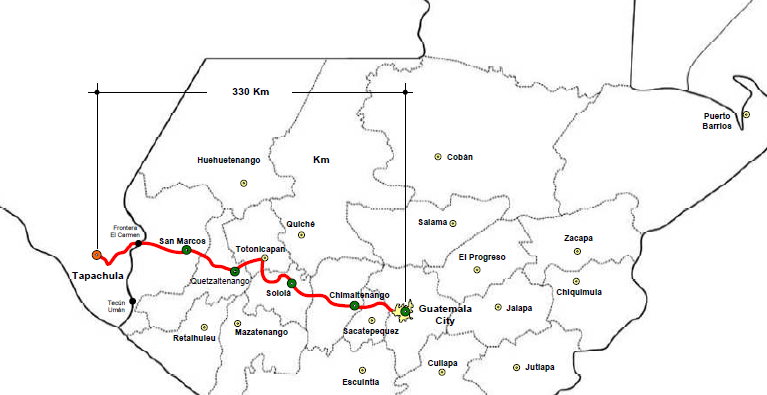 330 Km
Puerto
Barrios
Huehuetenango
Km
Cobán
Frontera
El Carmen
San Marcos
Quiché
Salama
Totonicapan
El Progreso
Zacapa
Tapachula
Quetzaltenango
Sololá
Chimaltenango
Chiquimula
Tecún
Umán
Guatemala
City
Jalapa
Retalhuleu
Mazatenango
Sacatepequez
Escuintla
Cuilapa
Jutiapa